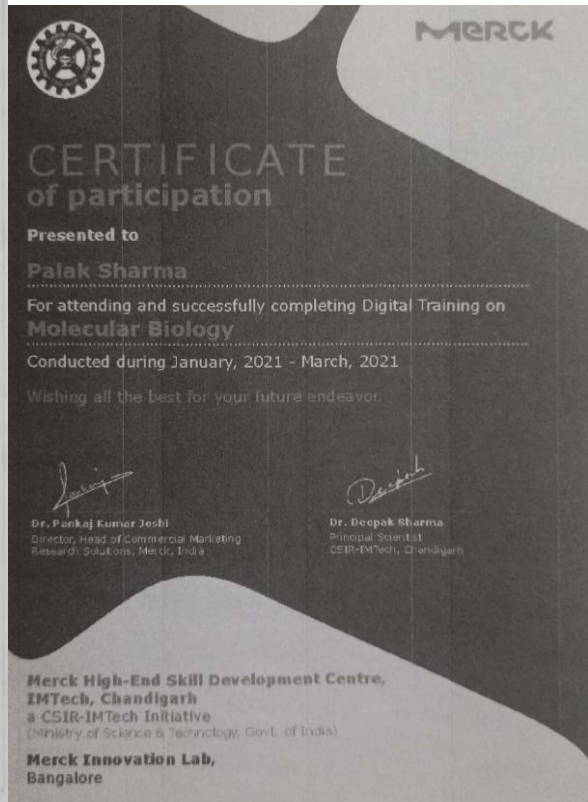 MERCK
CERTIFICATE
of participation
Presented to
Palak Sharma
For attending and successfully completing Digital Training on
Molecular Biology
Conducted during January, 2021 - March, 2021
Wishing all the best for your future endeavor.
Dr. Pankaj Kumar Joshi
Director, Head of Commercial Marketing
Research Solutions, Merck, India
Dr. Deepak Sharma
Principal Scientist
CSIR-IMTech, Chandigarh
Merck High-End Skill Development Centre,
IMTech, Chandigarh
a CSIR-IMTech Initiative
(Ministry of Science & Technology, Govt. of India)
Merck Innovation Lab,
Bangalore